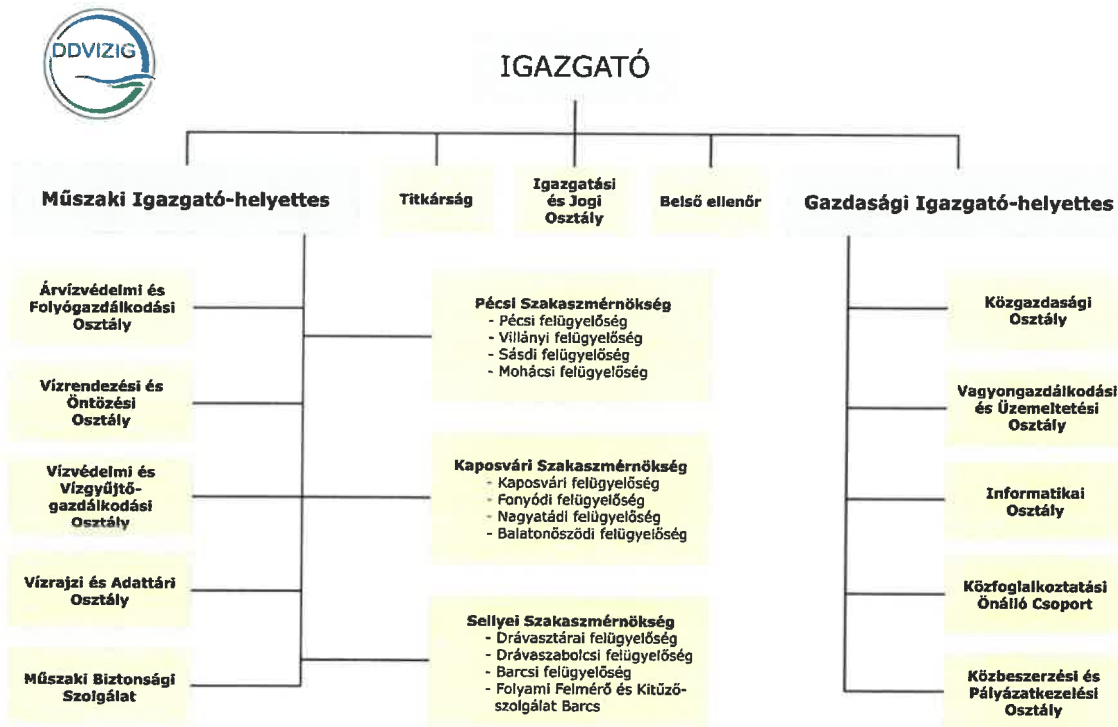 DDVIZIG
IGAZGATÓ
Műszaki Igazgató-helyettes
Titkárság
Igazgatási
és Jogi
Osztály
Belső ellenőr
Gazdasági Igazgató-helyettes
Árvízvédelmi és
Folyógazdálkodási
Osztály
Vízrendezési és
Öntözési
Osztály
Vízvédelmi és
Vízgyűjtő-
gazdálkodási
Osztály
Vízrajzi és Adattári
Osztály
Műszaki Biztonsági
Szolgálat
Pécsi Szakaszmérnökség
- Pécsi felügyelőség
- Villányi felügyelőség
- Sásdi felügyelőség
- Mohácsi felügyelőség
Kaposvári Szakaszmérnökség
- Kaposvári felügyelőség
- Fonyódi felügyelőség
- Nagyatádi felügyelőség
- Balatonőszödi felügyelőség
Sellyei Szakaszmérnökség
- Drávasztárai felügyelőség
- Drávaszabolcsi felügyelőség
- Barcsi felügyelőség
- Folyami Felmérő és Kitűző-
szolgálat Barcs
Közgazdasági
Osztály
Vagyongazdálkodási
és Üzemeltetési
Osztály
Informatikai
Osztály
Közfoglalkoztatási
Önálló Csoport
Közbeszerzési és
Pályázatkezelési
Osztály